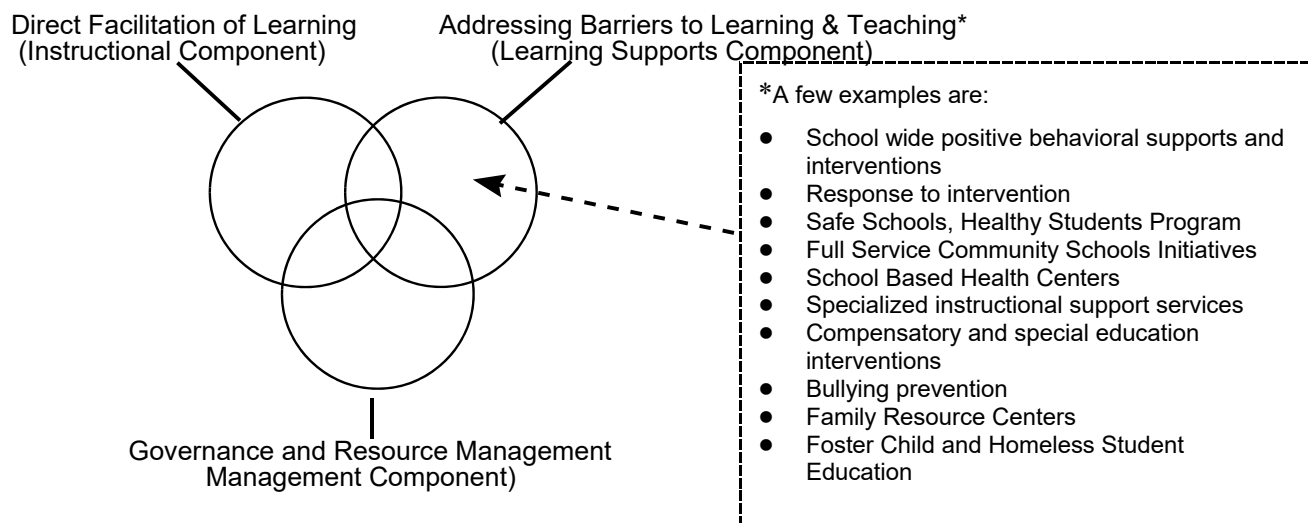 Direct Facilitation of Learning
(Instructional Component)
Addressing Barriers to Learning & Teaching*
(Learning Supports Component)
*A few examples are:
● School wide positive behavioral supports and
interventions
● Response to intervention
● Safe Schools, Healthy Students Program
● Full Service Community Schools Initiatives
● School Based Health Centers
● Specialized instructional support services
● Compensatory and special education
interventions
● Bullying prevention
● Family Resource Centers
● Foster Child and Homeless Student
Education
Governance and Resource Management
Management Component)